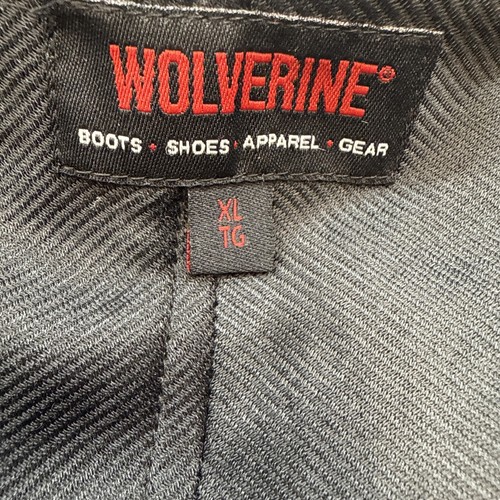 WOLVERINE®
BOOTS • SHOES • APPAREL • GEAR
XL
TG